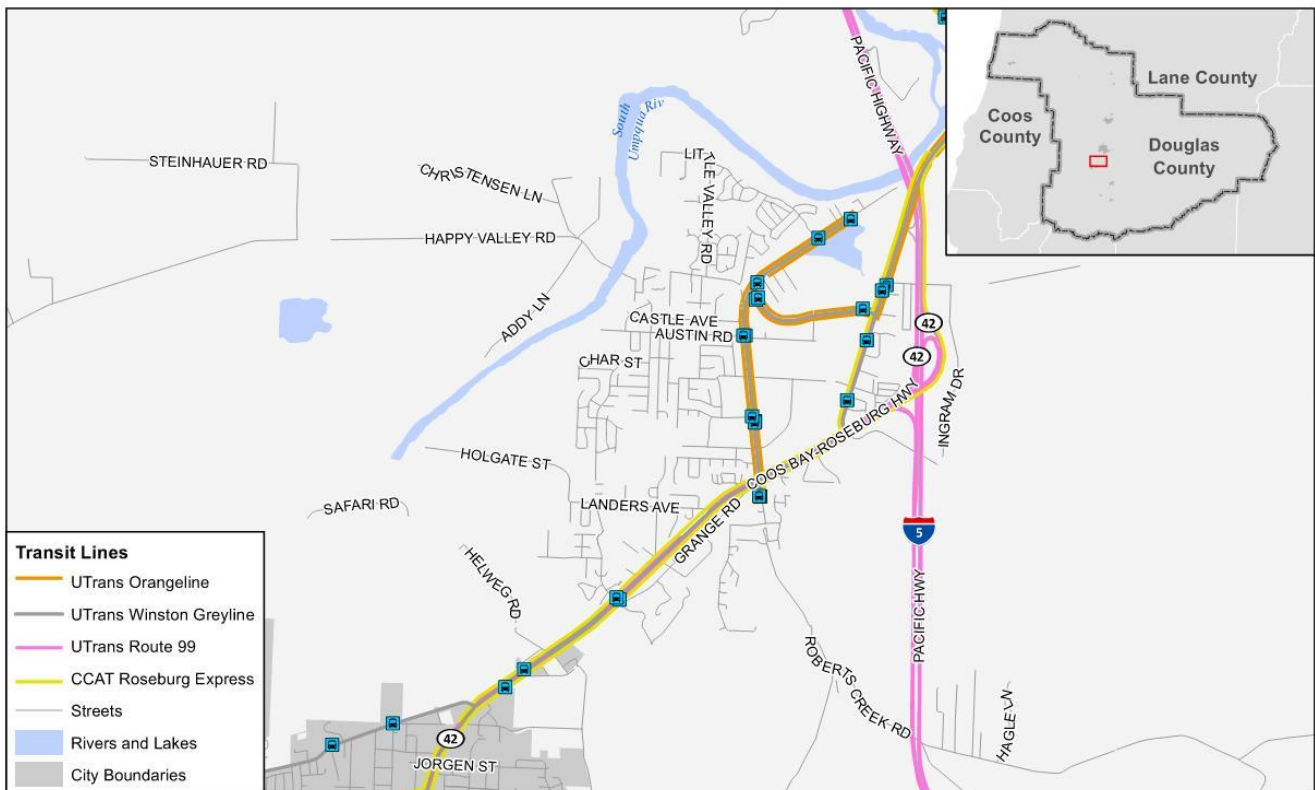 PACIFIC HIGHWAY
Lane County
Coos
County
Douglas
County
South
Umpqua Riv
STEINHAUER RD
CHRISTENSEN LN
LITTLE VALLEY RD
HAPPY VALLEY RD
ADDY LN
CASTLE AVE
AUSTIN RD
CHAR ST
42
42
INGRAM DR
COOS BAY-ROSEBURG HWY
HOLGATE ST
SAFARI RD
LANDERS AVE
GRANGE RD
5
HELWEG RD
PACIFIC HWY
ROBERTS CREEK RD
HAGLE LN
42
JORGEN ST
Transit Lines
UTrans Orangeline
UTrans Winston Greyline
UTrans Route 99
CCAT Roseburg Express
Streets
Rivers and Lakes
City Boundaries